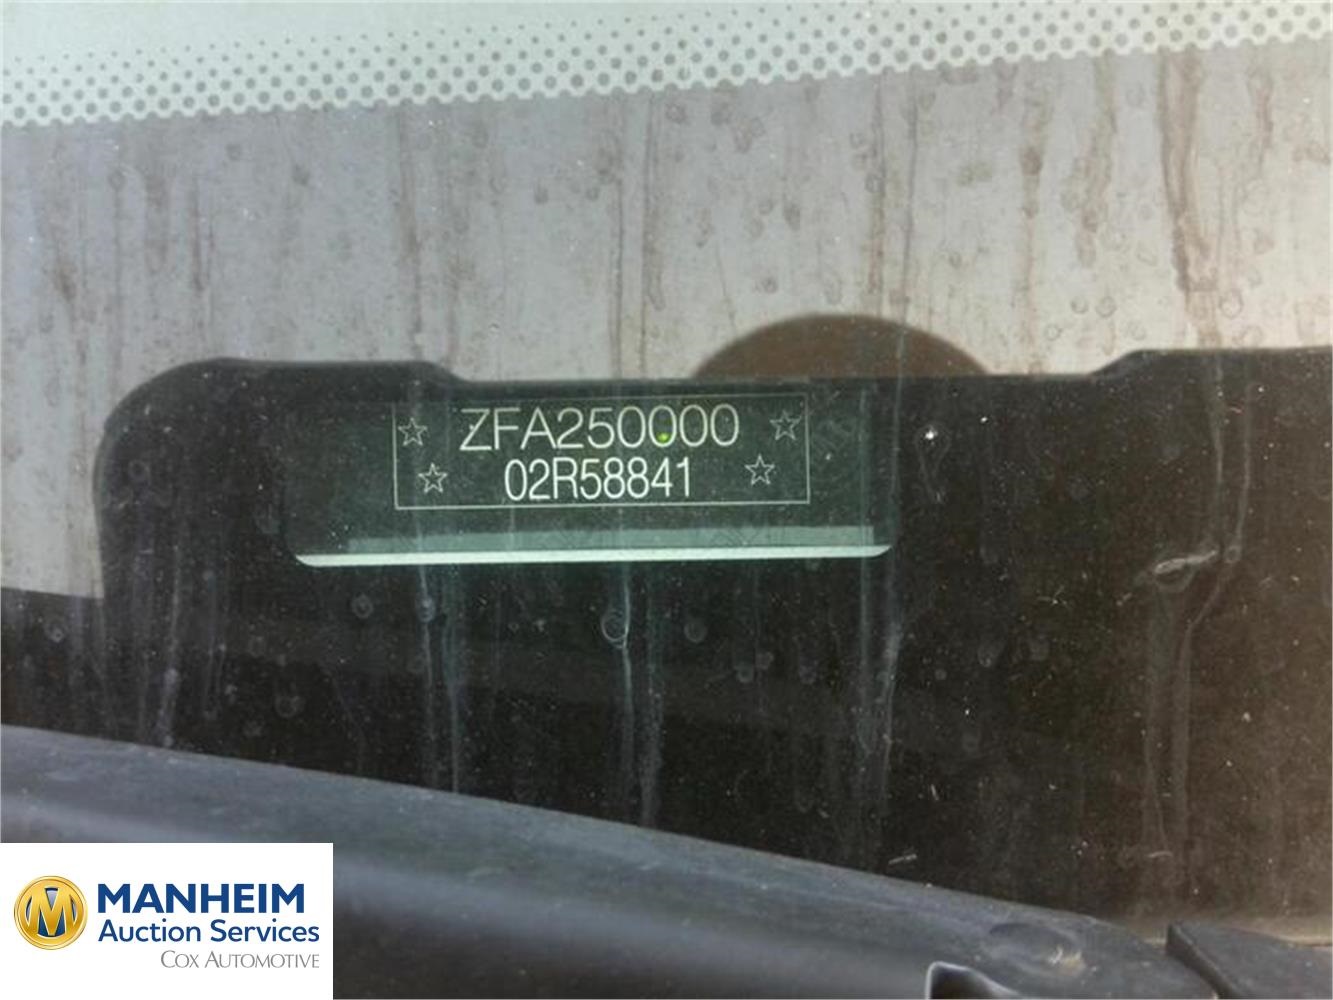 ZFA250000
02R58841
MANHEIM
Auction Services
COX AUTOMOTIVE